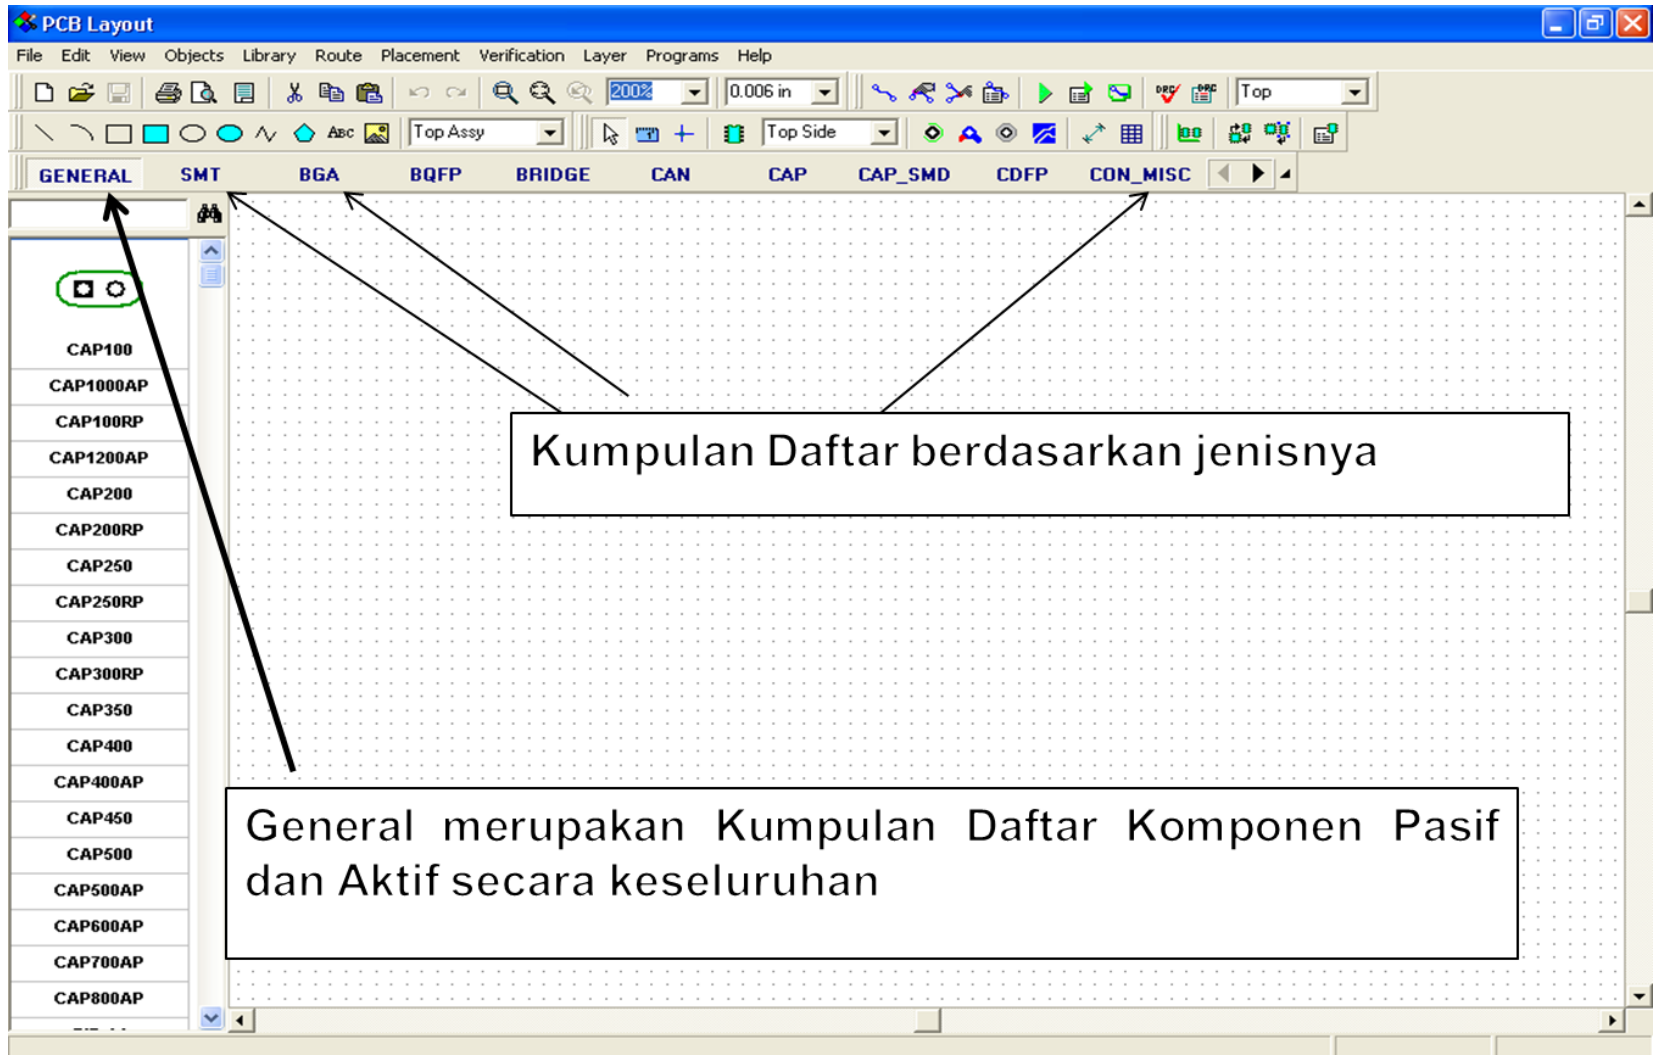 PCB Layout
File Edit View Objects Library Route Placement Verification Layer Programs Help
200% 0.006 in Top
ABC Top Assy Top Side
GENERAL SMT BGA BQFP BRIDGE CAN CAP CAP_SMD CDFP CON_MISC
CAP100
CAP1000AP
CAP100RP
CAP1200AP
CAP200
CAP200RP
CAP250
CAP250RP
CAP300
CAP300RP
CAP350
CAP400
CAP400AP
CAP450
CAP500
CAP500AP
CAP600AP
CAP700AP
CAP800AP
Kumpulan Daftar berdasarkan jenisnya
General merupakan Kumpulan Daftar Komponen Pasif
dan Aktif secara keseluruhan